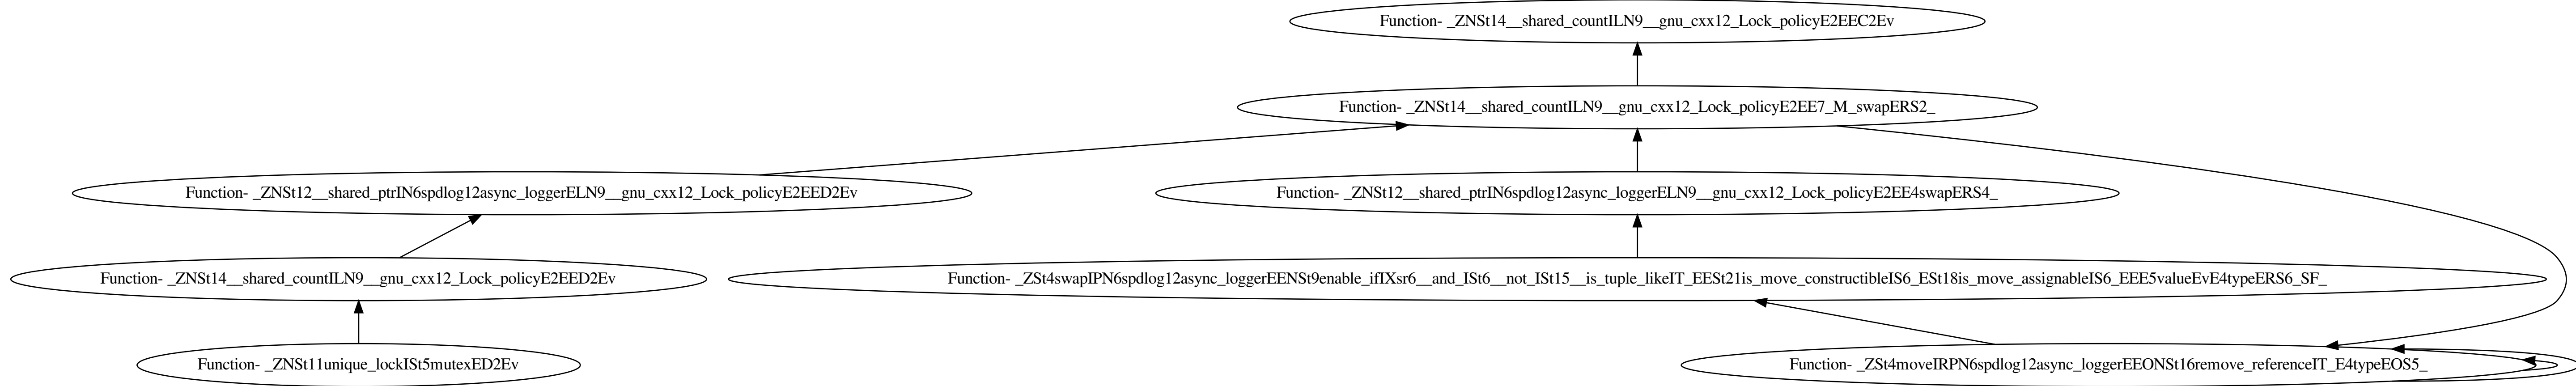 Function- _ZNSt14__shared_countILN9__gnu_cxx12_Lock_policyE2EEC2Ev
Function- _ZNSt14__shared_countILN9__gnu_cxx12_Lock_policyE2EE7_M_swapERS2_
Function- _ZNSt12__shared_ptrIN6spdlog12async_loggerELN9__gnu_cxx12_Lock_policyE2EED2Ev
Function- _ZNSt12__shared_ptrIN6spdlog12async_loggerELN9__gnu_cxx12_Lock_policyE2EE4swapERS4_
Function- _ZNSt14__shared_countILN9__gnu_cxx12_Lock_policyE2EED2Ev
Function- _ZSt4swapIPN6spdlog12async_loggerEENSt9enable_ifIXsr6__and_ISt6__not_ISt15__is_tuple_likeIT_EESt21is_move_constructibleIS6_ESt18is_move_assignableIS6_EEE5valueEvE4typeERS6_SF_
Function- _ZNSt11unique_lockISt5mutexED2Ev
Function- _ZSt4moveIRPN6spdlog12async_loggerEEONSt16remove_referenceIT_E4typeEOS5_